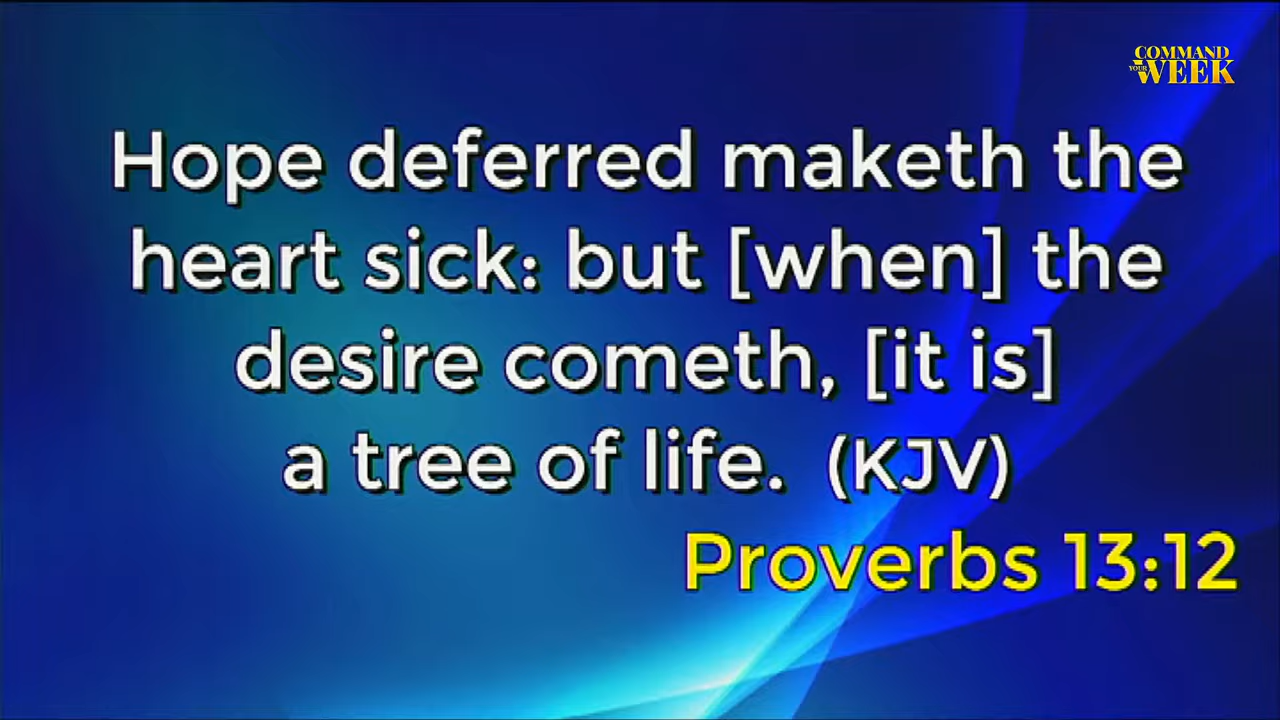 COMMAND
YOUR WEEK
Hope deferred maketh the
heart sick: but [when] the
desire cometh, [it is]
a tree of life. (KJV)
Proverbs 13:12